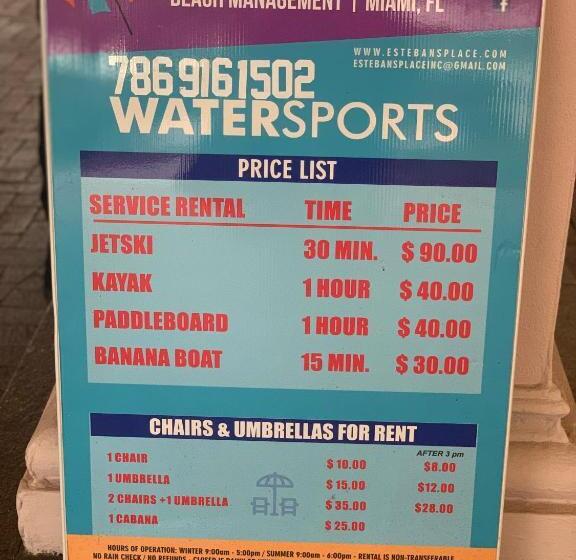 BEACH MANAGEMENT | MIAMI, FL f
WWW.ESTEBANSPLACE.COM
ESTEBANSPLACEINC@GMAIL.COM
786 916 1502
WATERSPORTS
PRICE LIST
SERVICE RENTAL TIME PRICE
JETSKI 30 MIN. $ 90.00
KAYAK 1 HOUR $ 40.00
PADDLEBOARD 1 HOUR $ 40.00
BANANA BOAT 15 MIN. $ 30.00
CHAIRS & UMBRELLAS FOR RENT
AFTER 3 pm
1 CHAIR $ 10.00 $8.00
1 UMBRELLA $ 15.00 $12.00
2 CHAIRS +1 UMBRELLA $ 35.00 $28.00
1 CABANA $ 25.00
HOURS OF OPERATION: WINTER 9:00am - 5:00pm / SUMMER 9:00am - 6:00pm - RENTAL IS NON-TRANSFERABLE
NO RAIN CHECK / NO REFUNDS - CLOSED